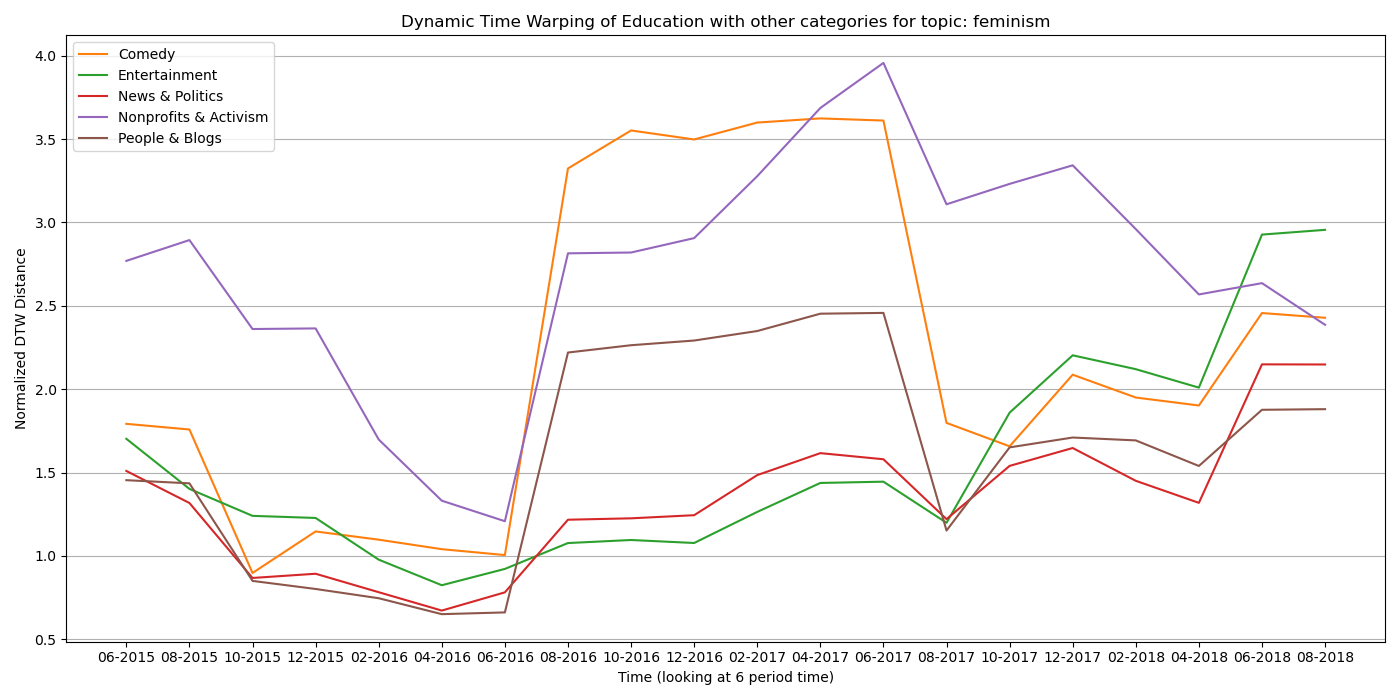 Dynamic Time Warping of Education with other categories for topic: feminism
Comedy
Entertainment
News & Politics
Nonprofits & Activism
People & Blogs
4.0
3.5
3.0
2.5
2.0
1.5
1.0
0.5
Normalized DTW Distance
06-2015 08-2015 10-2015 12-2015 02-2016 04-2016 06-2016 08-2016 10-2016 12-2016 02-2017 04-2017 06-2017 08-2017 10-2017 12-2017 02-2018 04-2018 06-2018 08-2018
Time (looking at 6 period time)